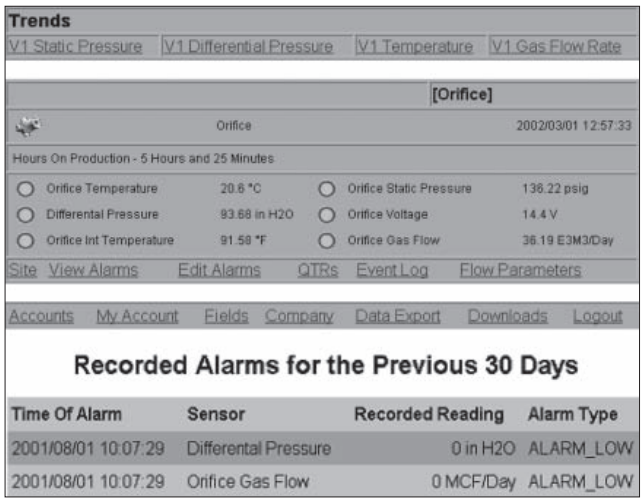 Trends
V1 Static Pressure V1 Differential Pressure V1 Temperature V1 Gas Flow Rate
[Orifice]
Orifice 2002/03/01 12:57:33
Hours On Production - 5 Hours and 25 Minutes
Orifice Temperature 20.6 °C Orifice Static Pressure 136.22 psig
Differental Pressure 93.68 in H2O Orifice Voltage 14.4 V
Orifice Int Temperature 91.58 °F Orifice Gas Flow 36.19 E3M3/Day
Site View Alarms Edit Alarms QTRs Event Log Flow Parameters
Accounts My Account Fields Company Data Export Downloads Logout
Recorded Alarms for the Previous 30 Days
Time Of Alarm Sensor Recorded Reading Alarm Type
2001/08/01 10:07:29 Differental Pressure 0 in H2O ALARM_LOW
2001/08/01 10:07:29 Orifice Gas Flow 0 MCF/Day ALARM_LOW